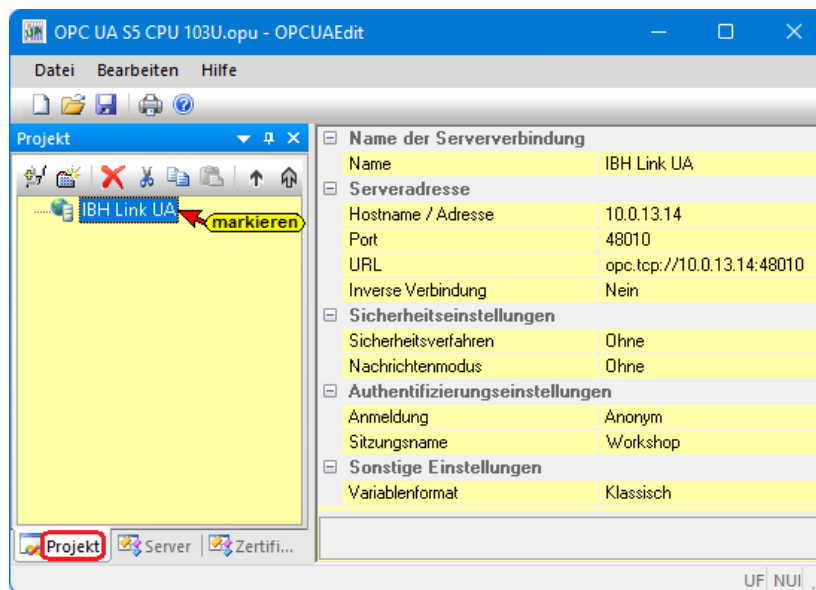 OPC UA S5 CPU 103U.opu - OPCUAEdit
Datei Bearbeiten Hilfe
Projekt
IBH Link UA
markieren
Name der Serververbindung
Name IBH Link UA
Serveradresse
Hostname / Adresse 10.0.13.14
Port 48010
URL opc.tcp://10.0.13.14:48010
Inverse Verbindung Nein
Sicherheitseinstellungen
Sicherheitsverfahren Ohne
Nachrichtenmodus Ohne
Authentifizierungseinstellungen
Anmeldung Anonym
Sitzungsname Workshop
Sonstige Einstellungen
Variablenformat Klassisch
Projekt Server Zertifi...
UF NUI